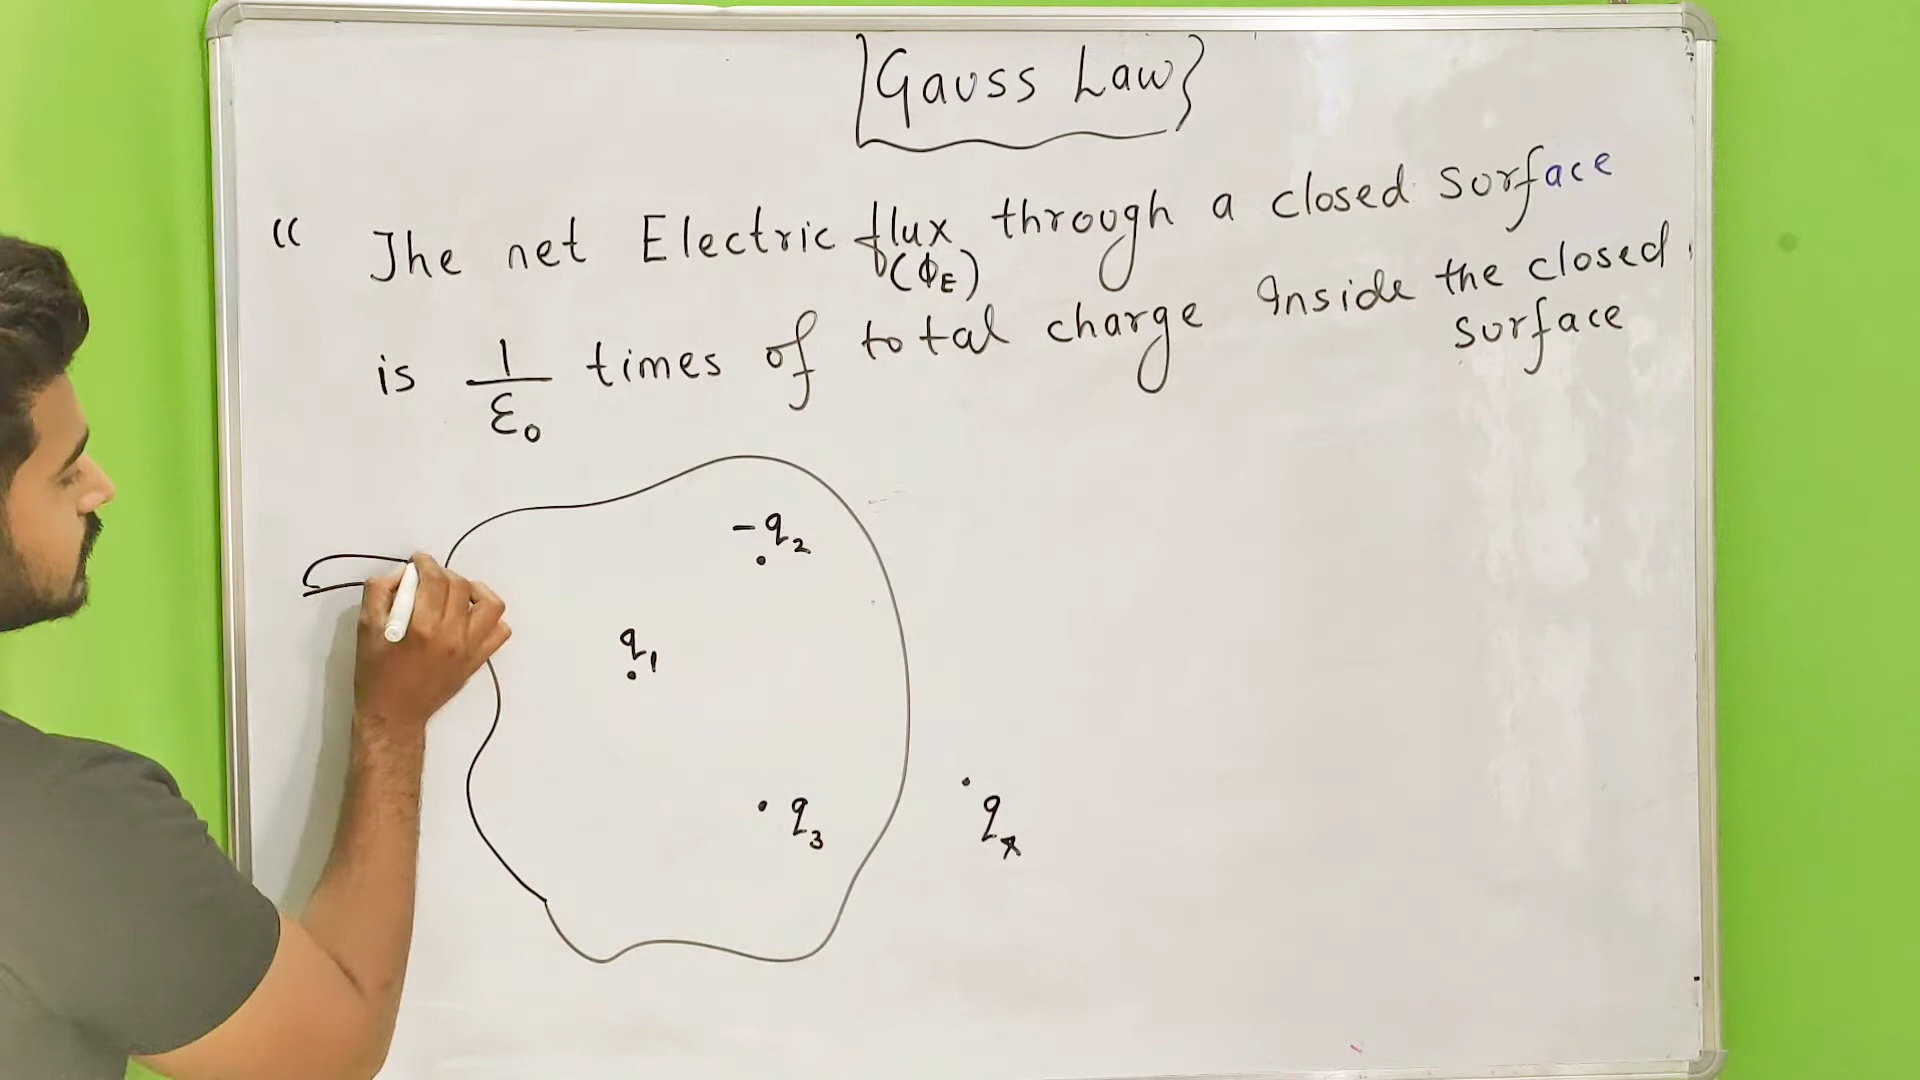 Gauss Law
“ The net Electric flux through a closed surface
(ΦE)
is 1/ε₀ times of total charge Inside the closed
surface
-q₂
q₁
q₃
q